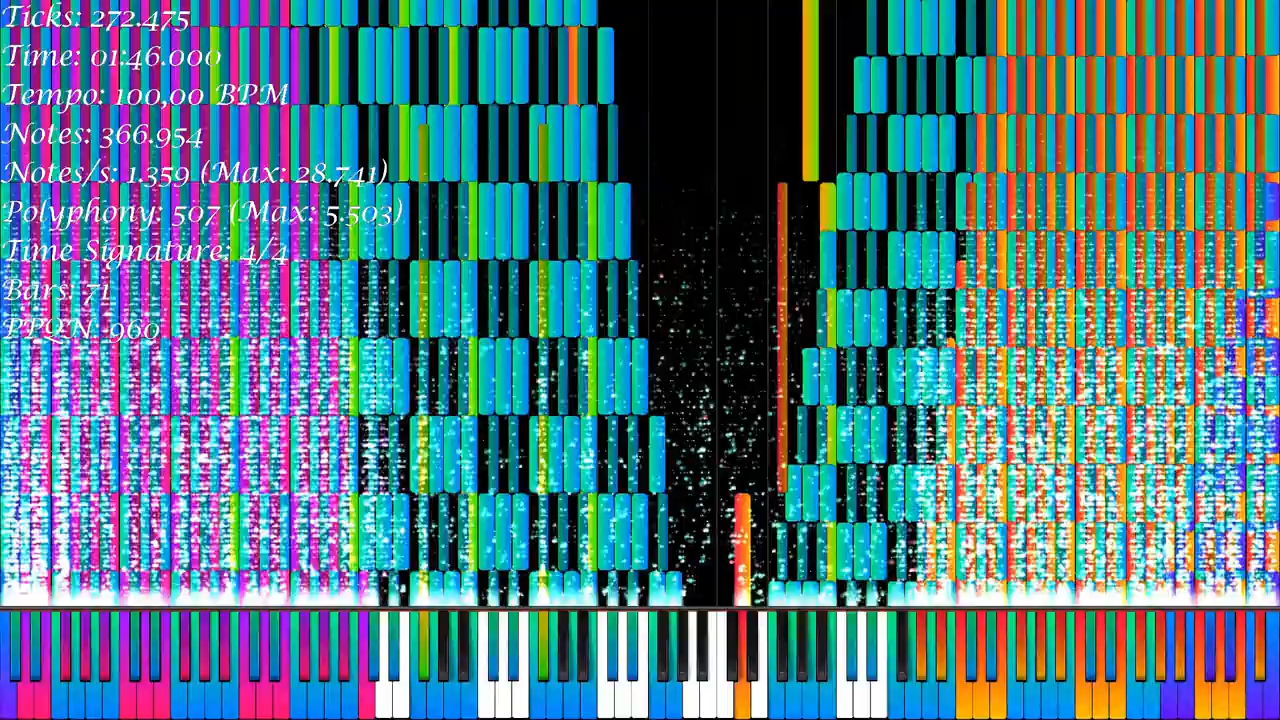 Ticks: 272.475
Time: 01:46.000
Tempo: 100,00 BPM
Notes: 366.954
Notes/s: 1.359 (Max: 28.741)
Polyphony: 507 (Max: 5.503)
Time Signature: 4/4
Bars: 71
PPQN: 960